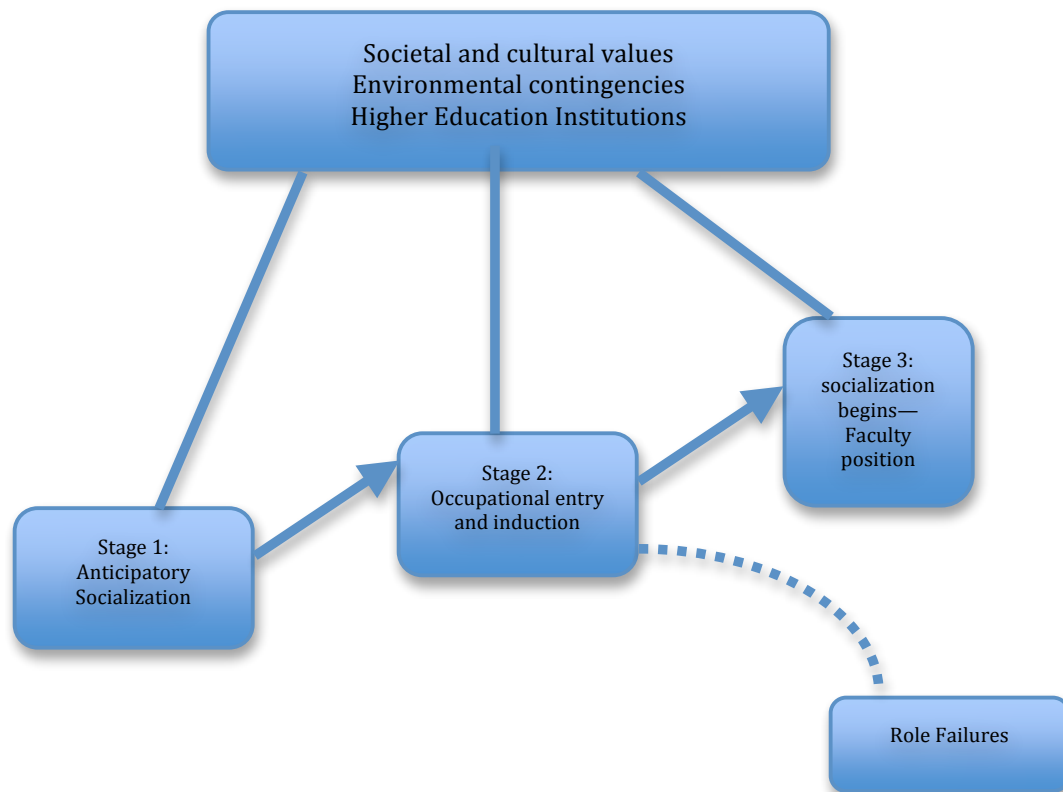 Societal and cultural values
Environmental contingencies
Higher Education Institutions
Stage 3:
socialization
begins—
Faculty
position
Stage 2:
Occupational entry
and induction
Stage 1:
Anticipatory
Socialization
Role Failures